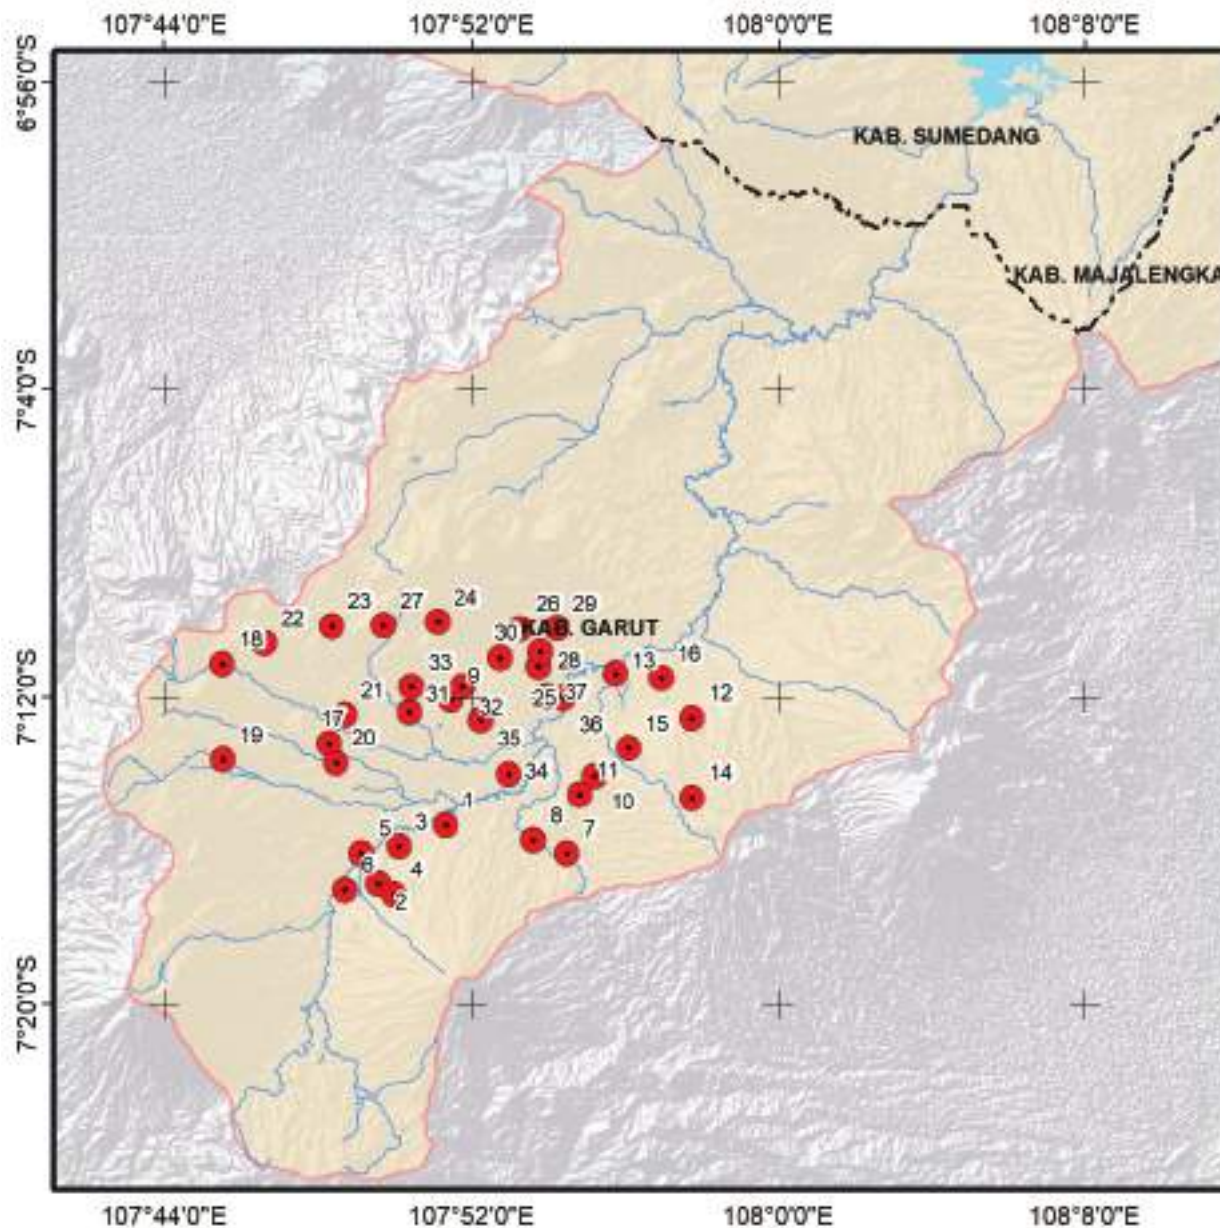 107°44'0"E 107°52'0"E 108°0'0"E 108°8'0"E
6°56'0"S
KAB. SUMEDANG
KAB. MAJALENGKA
7°4'0"S
23 27 24 26 29
22 30 KAB. GARUT
18 28 13 16
33 9
21 31 25 37 12
7°12'0"S
17 32 36 15
19 20 35
34 11 14
1 10
5 3 8 7
6 4
2
7°20'0"S
107°44'0"E 107°52'0"E 108°0'0"E 108°8'0"E